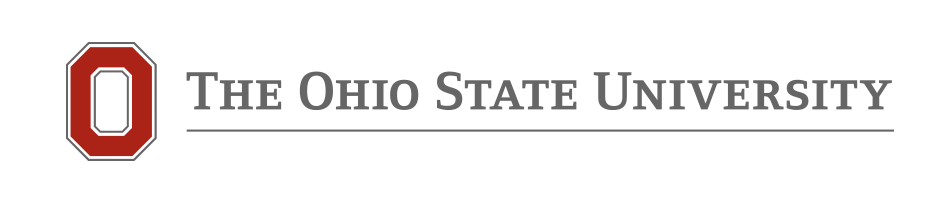 O THE OHIO STATE UNIVERSITY